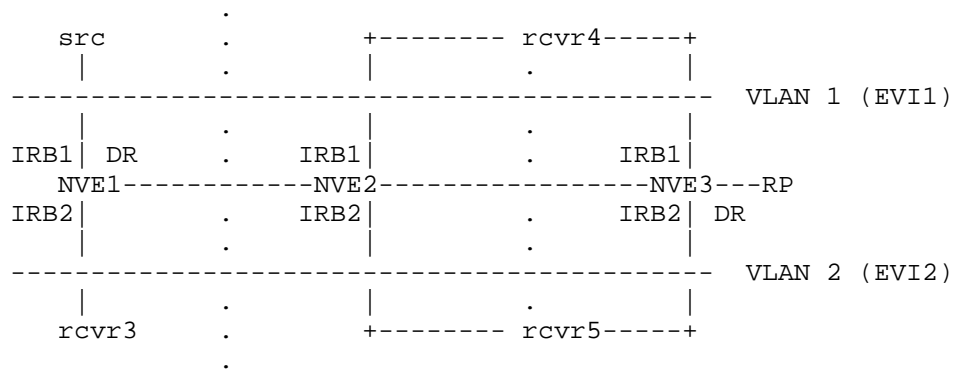 src . +-------- rcvr4-----+
| . | . |
-------------------------------------------- VLAN 1 (EVI1)
| . | . |
IRB1| DR . IRB1| . IRB1|
NVE1------------NVE2-----------------NVE3---RP
IRB2| . IRB2| . IRB2| DR
| . | . |
-------------------------------------------- VLAN 2 (EVI2)
| . | . |
rcvr3 . +-------- rcvr5-----+